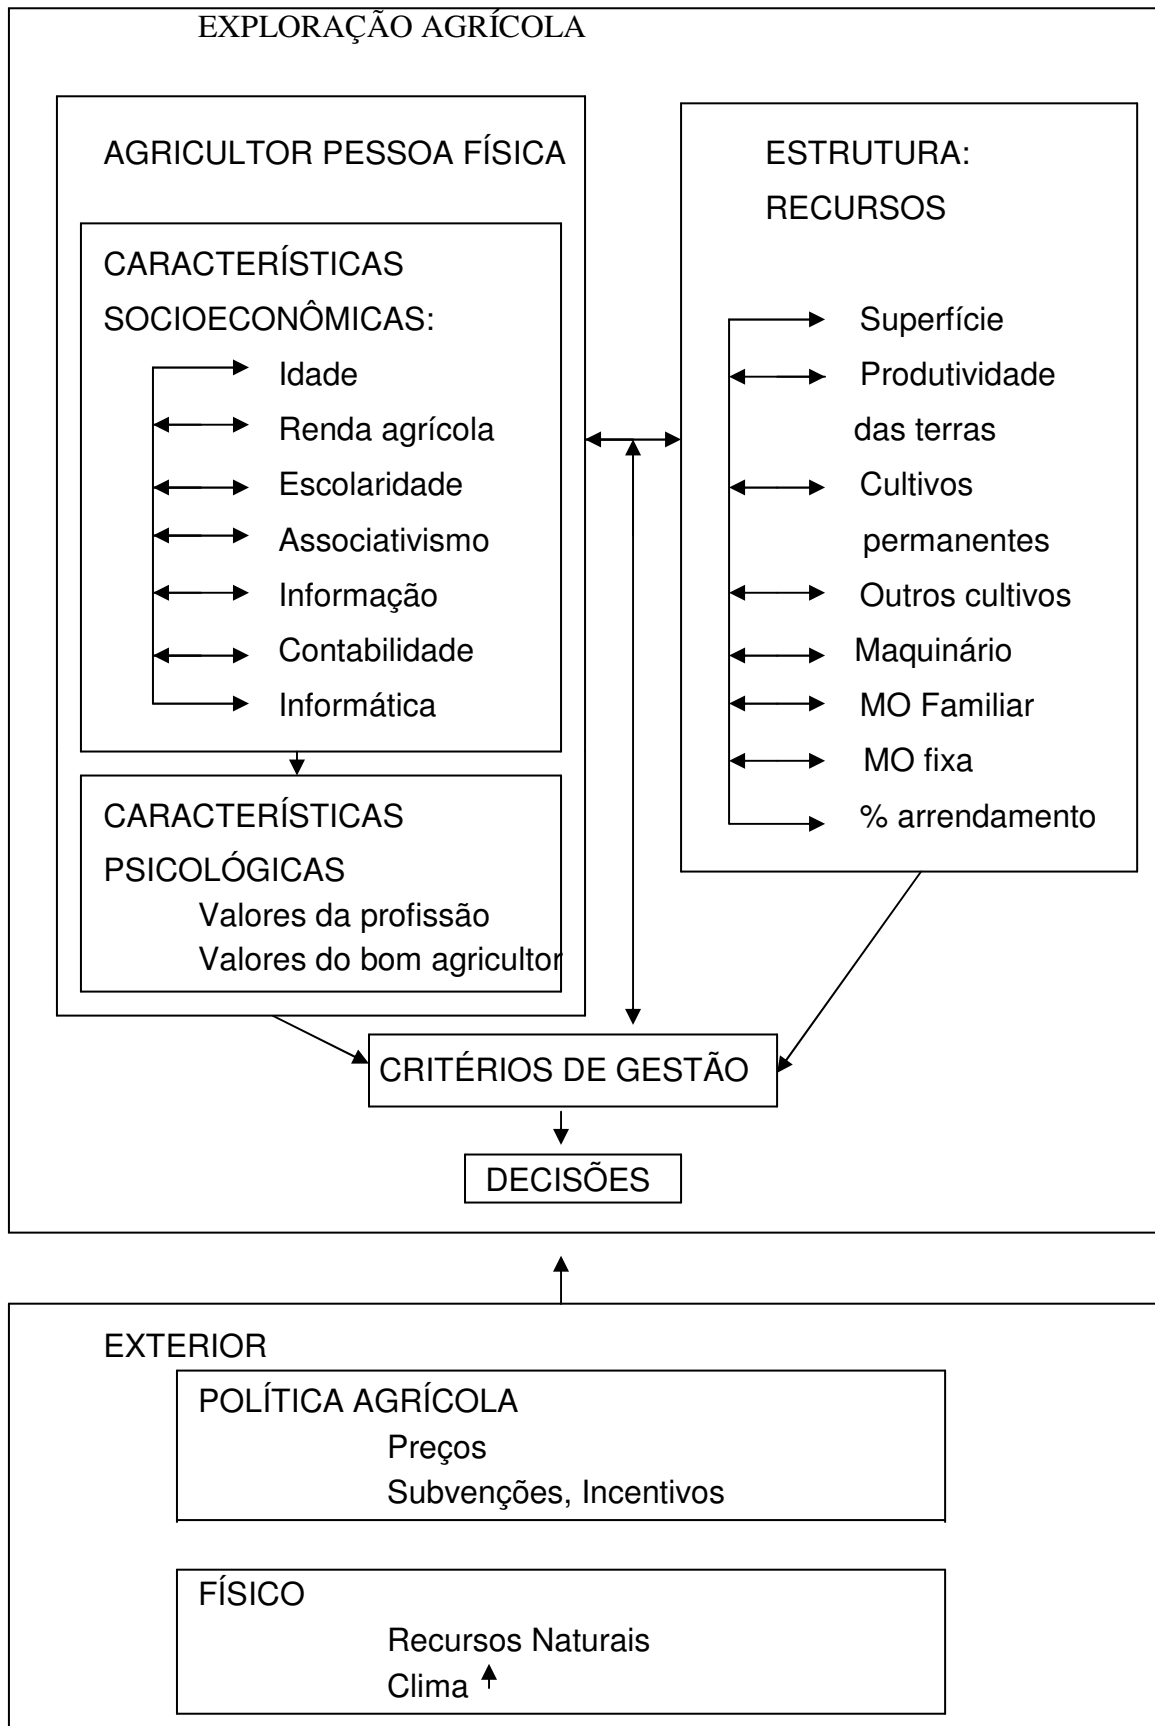 EXPLORAÇÃO AGRÍCOLA
AGRICULTOR PESSOA FÍSICA
CARACTERÍSTICAS
SOCIOECONÔMICAS:
Idade
Renda agrícola
Escolaridade
Associativismo
Informação
Contabilidade
Informática
CARACTERÍSTICAS
PSICOLÓGICAS
Valores da profissão
Valores do bom agricultor
ESTRUTURA:
RECURSOS
Superfície
Produtividade
das terras
Cultivos
permanentes
Outros cultivos
Maquinário
MO Familiar
MO fixa
% arrendamento
CRITÉRIOS DE GESTÃO
DECISÕES
EXTERIOR
POLÍTICA AGRÍCOLA
Preços
Subvenções, Incentivos
FÍSICO
Recursos Naturais
Clima